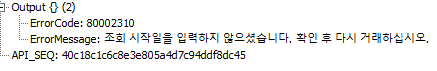 Output {} (2)
ErrorCode: 80002310
ErrorMessage: 조회 시작일을 입력하지 않으셨습니다. 확인 후 다시 거래하십시오.
API_SEQ: 40c18c1c6c8e3e805a4d7c94ddf8dc45